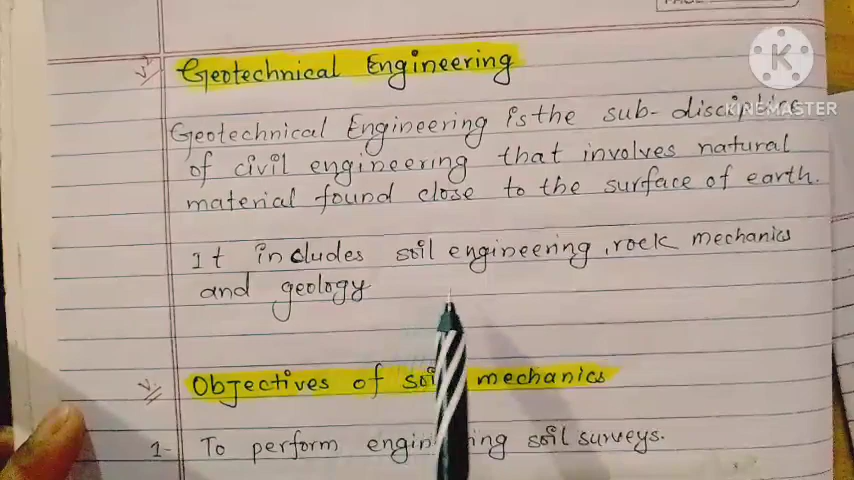 Geotechnical Engineering
KINEMASTER
Geotechnical Engineering is the sub-discipline
of civil engineering that involves natural
material found close to the surface of earth.
It includes soil engineering, rock mechanics
and geology
Objectives of soil mechanics
1- To perform engineering soil surveys.